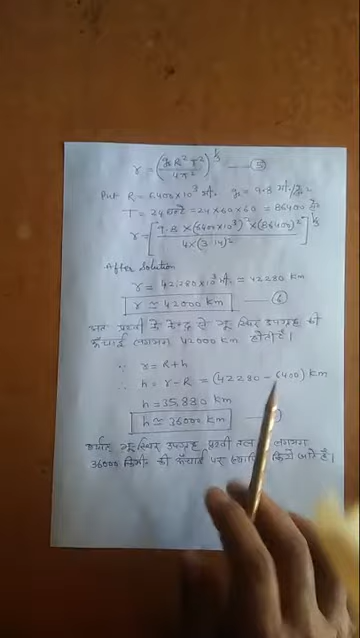 r = (gₑR²T²/4π²)^1/3 — (5)
Put R = 6400×10³ मी. gₑ = 9.8 मी./से²
T = 24 घण्टे = 24×60×60 = 86400 से.
r = [9.8×(6400×10³)²×(86400)²/4×(3.14)²]^1/3
After Solution
r = 42280×10³ मी. = 42280 km
r ≃ 42000 km — (6)
अतः पृथ्वी के केन्द्र से भू स्थिर उपग्रह की
ऊँचाई लगभग 42000 km होती है।
∵ r = R+h
∴ h = r-R = (42280 - 6400) km
h = 35,880 km
h ≃ 36000 km
अर्थात् भू-स्थिर उपग्रह पृथ्वी तल लगभग
36000 किमी. की ऊँचाई पर स्थापित किये जाते है।